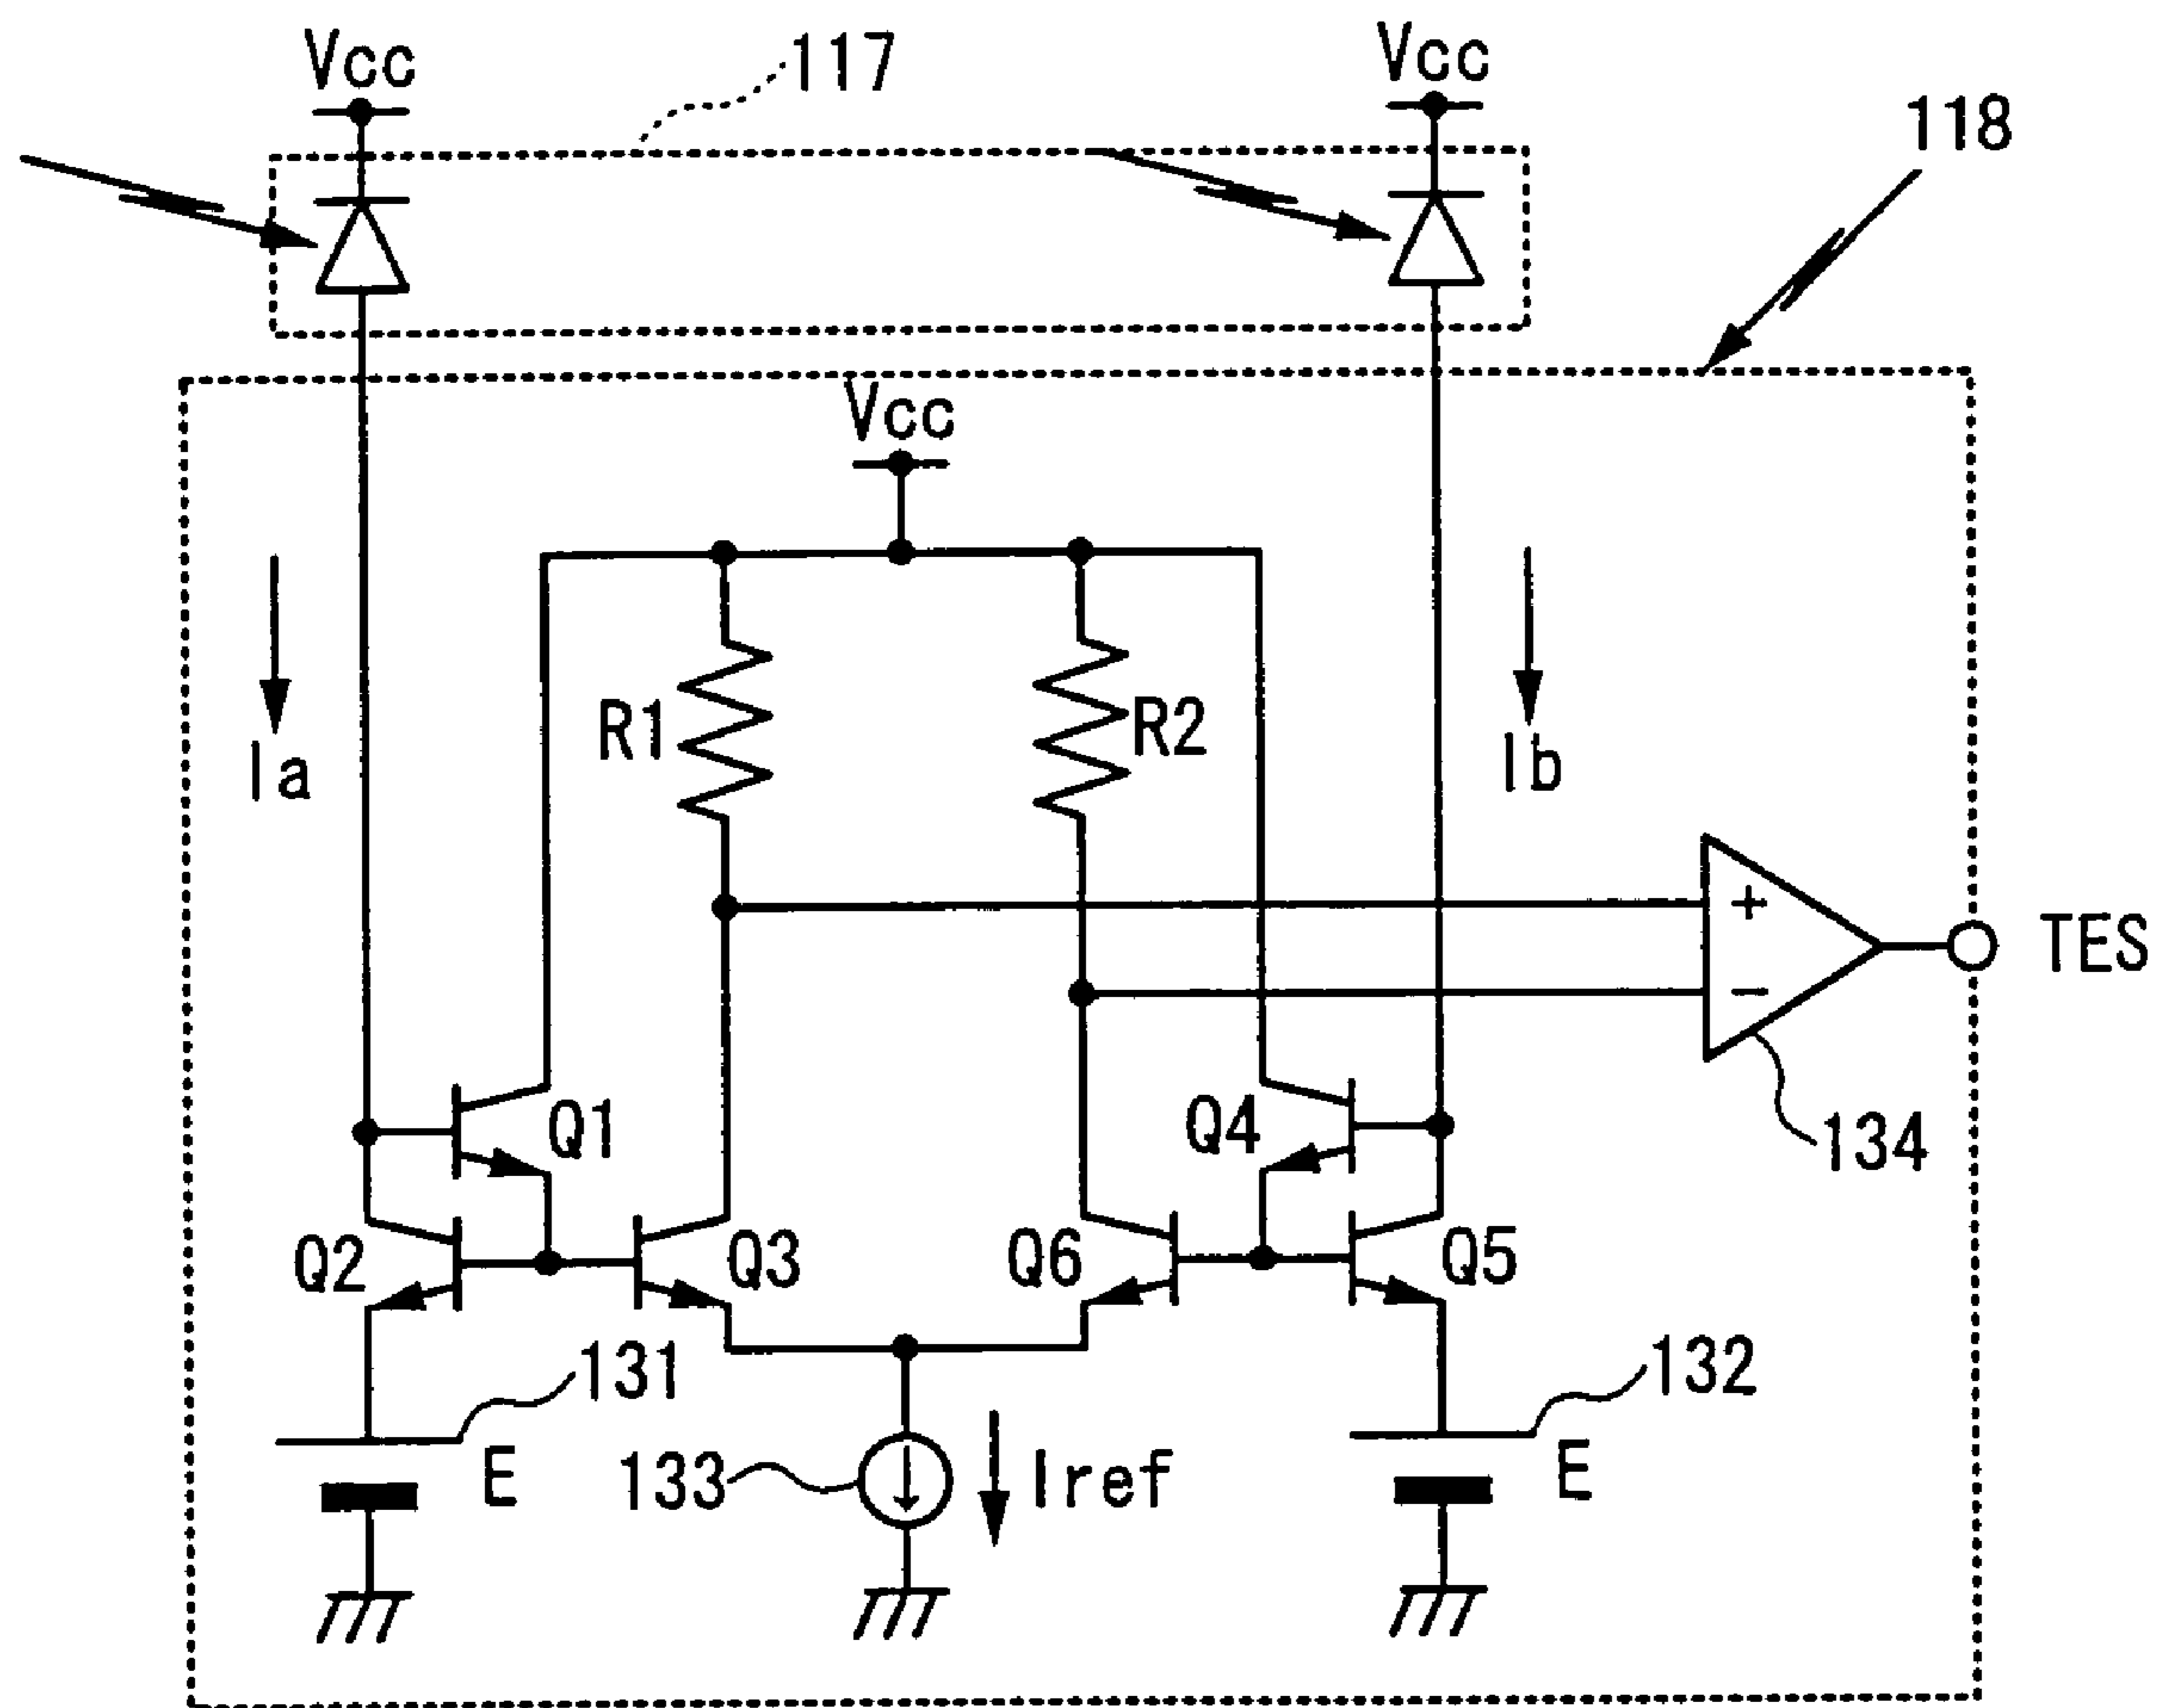 Vcc
117
Vcc
118
Vcc
R1
R2
Ia
Ib
+
−
TES
Q1
Q4
134
Q2
Q3
Q6
Q5
131
132
E
133
Iref
E